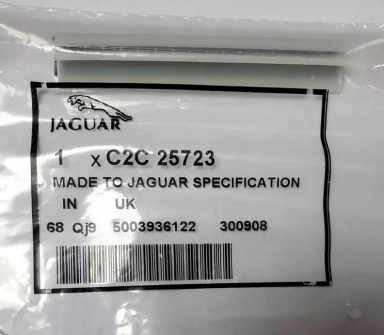 JAGUAR
1 x C2C 25723
MADE TO JAGUAR SPECIFICATION
IN UK
68 Qj9 5003936122 300908